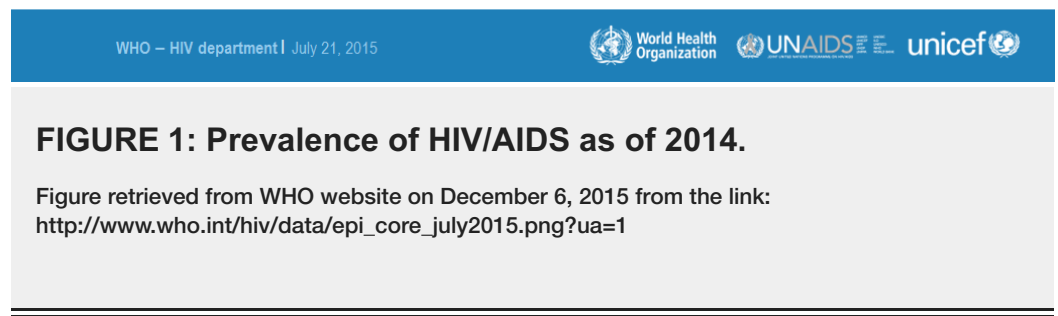 WHO – HIV department | July 21, 2015
World Health
Organization
UNAIDS
unicef
FIGURE 1: Prevalence of HIV/AIDS as of 2014.
Figure retrieved from WHO website on December 6, 2015 from the link:
http://www.who.int/hiv/data/epi_core_july2015.png?ua=1